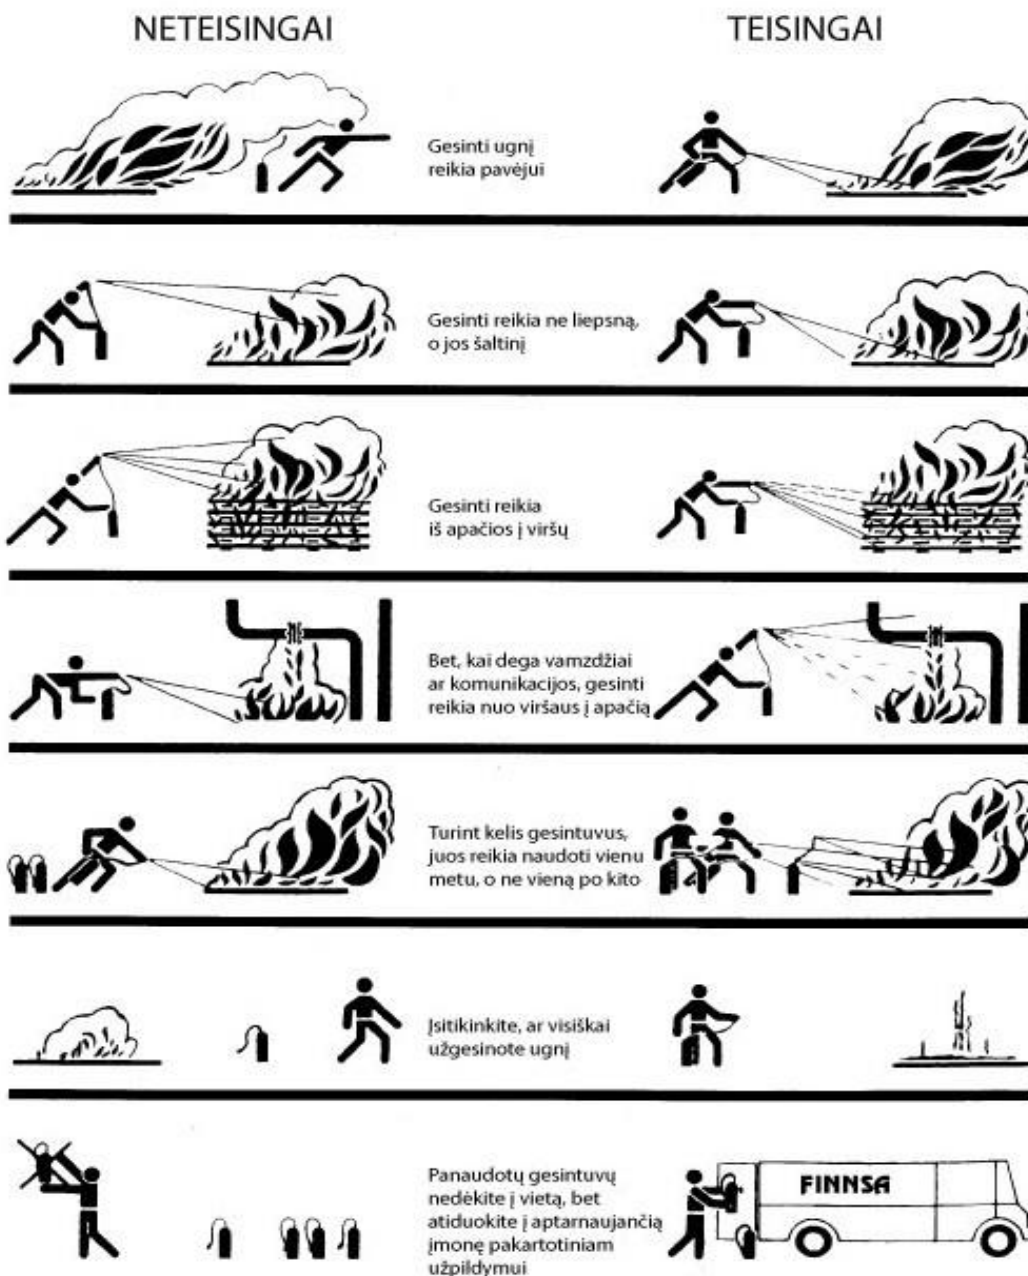 NETEISINGAI
TEISINGAI
Gesinti ugnį
reikia pavėjui
Gesinti reikia ne liepsną,
o jos šaltinį
Gesinti reikia
iš apačios į viršų
Bet, kai dega vamzdžiai
ar komunikacijos, gesinti
reikia nuo viršaus į apačią
Turint kelis gesintuvus,
juos reikia naudoti vienu
metu, o ne vieną po kito
Įsitikinkite, ar visiškai
užgesinote ugnį
Panaudotų gesintuvų
nedėkite į vietą, bet
atiduokite į aptarnaujančią
įmonę pakartotiniam
užpildymui
FINNSA